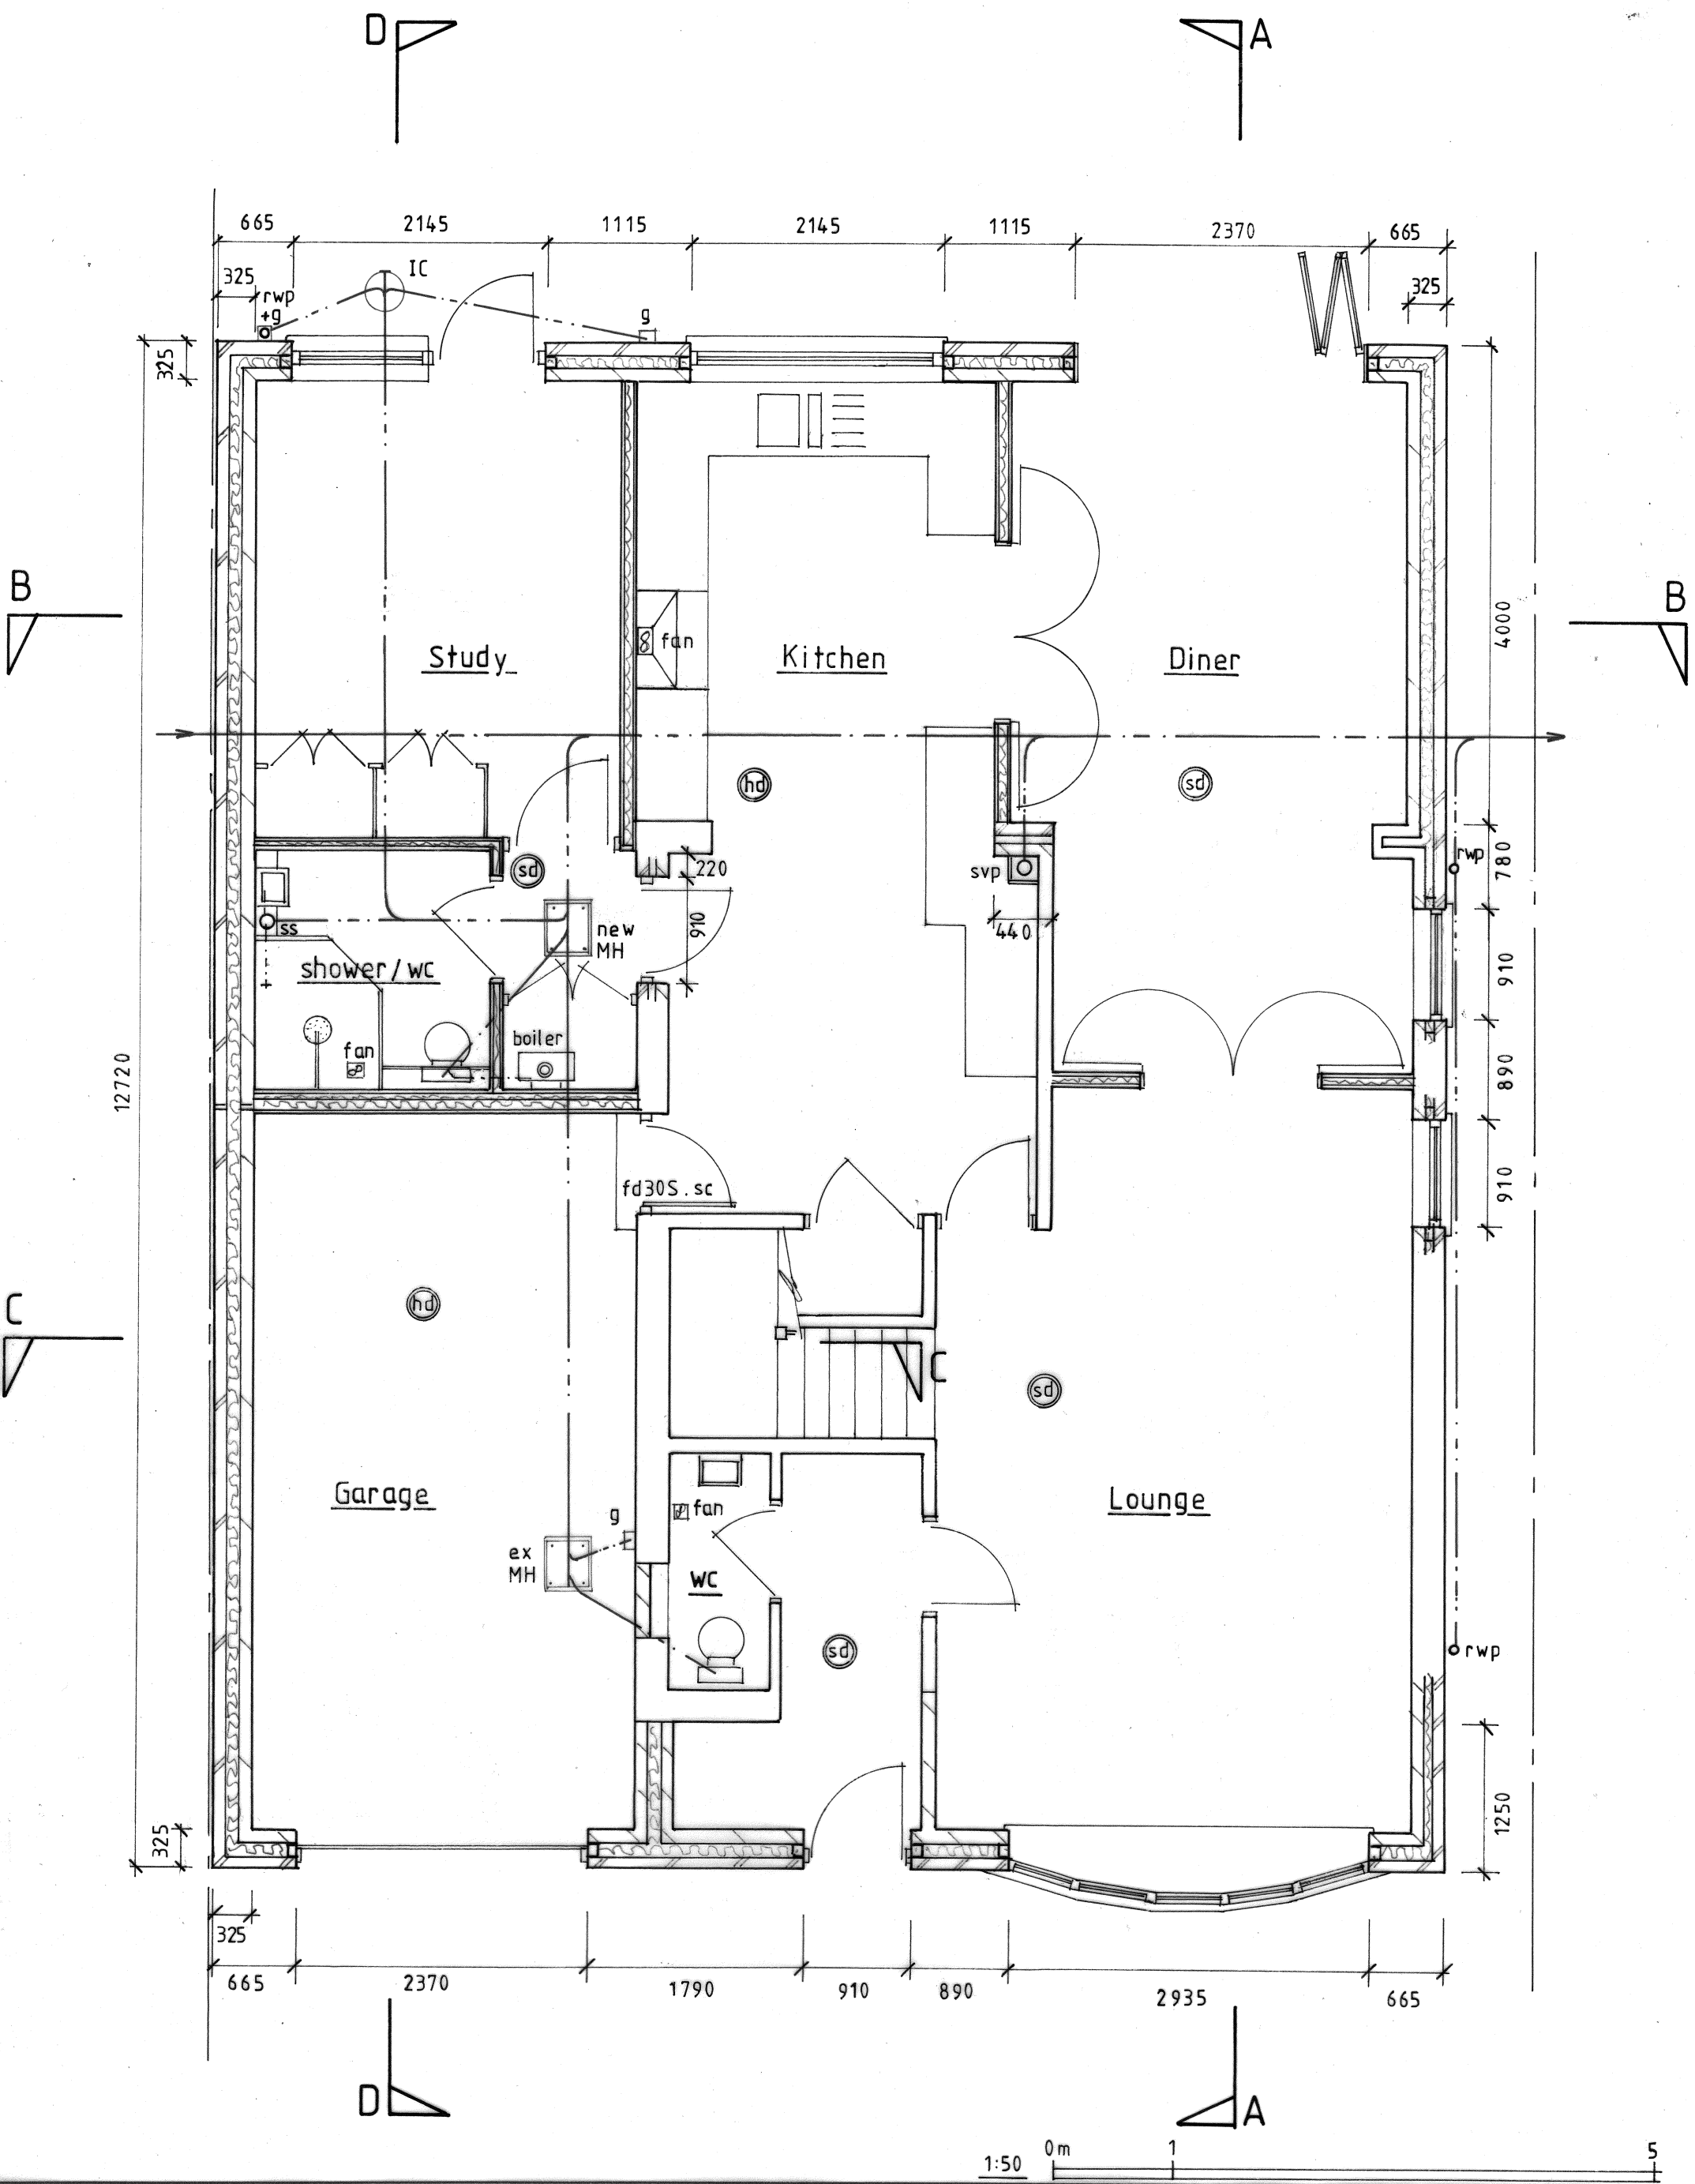 D
A
665
2145
1115
2145
1115
2370
665
325
rwp
+g
IC
g
325
325
B
B
4000
fan
Study
Kitchen
Diner
hd
sd
780
rwp
sd
220
svp
910
440
ss
new
MH
shower/wc
910
boiler
fan
890
12720
910
fd30S.sc
hd
C
C
sd
Garage
fan
g
Lounge
ex
MH
WC
sd
rwp
325
1250
325
665
2370
1790
910
890
2935
665
D
A
1:50
0m
1
5